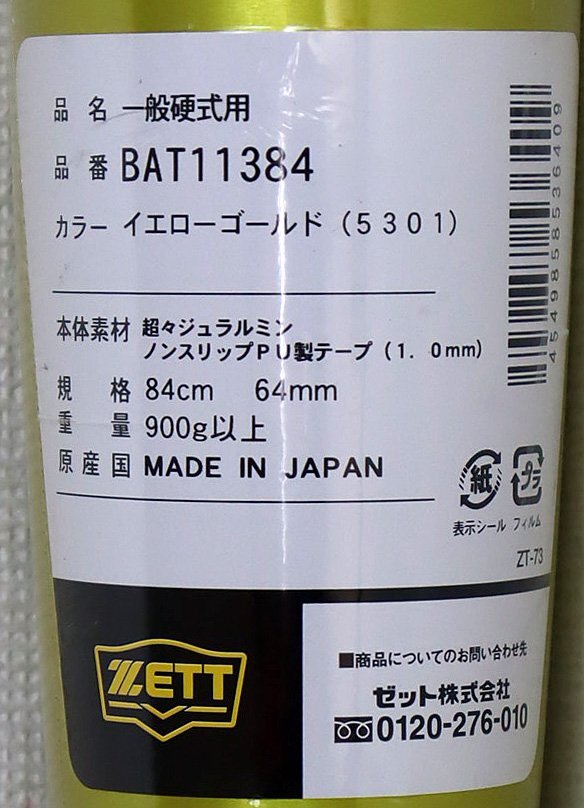 品名 一般硬式用
品番 BAT11384
カラー イエローゴールド（5301）
本体素材 超々ジュラルミン
ノンスリップPU製テープ（1.0mm）
規格 84cm 64mm
重量 900g以上
原産国 MADE IN JAPAN
4549858536409
紙
プラ
表示シール フィルム
ZT-73
ZETT
■商品についてのお問い合わせ先
ゼット株式会社
0120-276-010